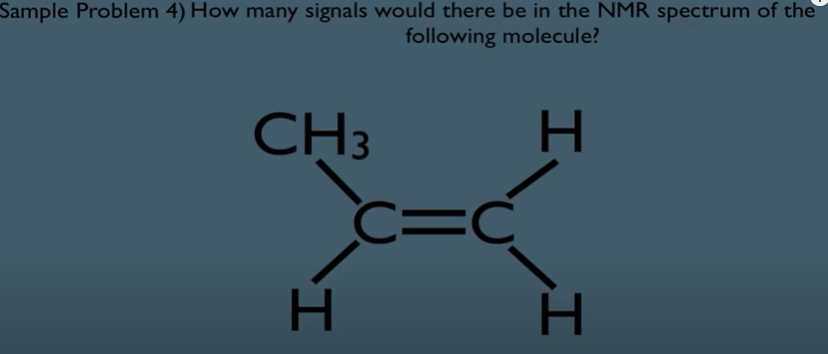 Sample Problem 4) How many signals would there be in the NMR spectrum of the
following molecule?
CH₃ H
C=C
H H